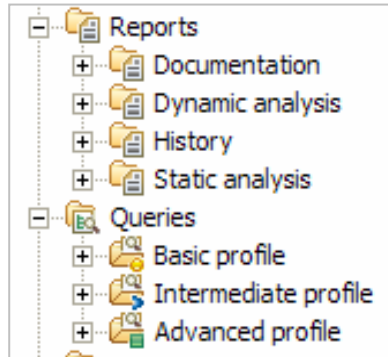 Reports
Documentation
Dynamic analysis
History
Static analysis
Queries
Basic profile
Intermediate profile
Advanced profile